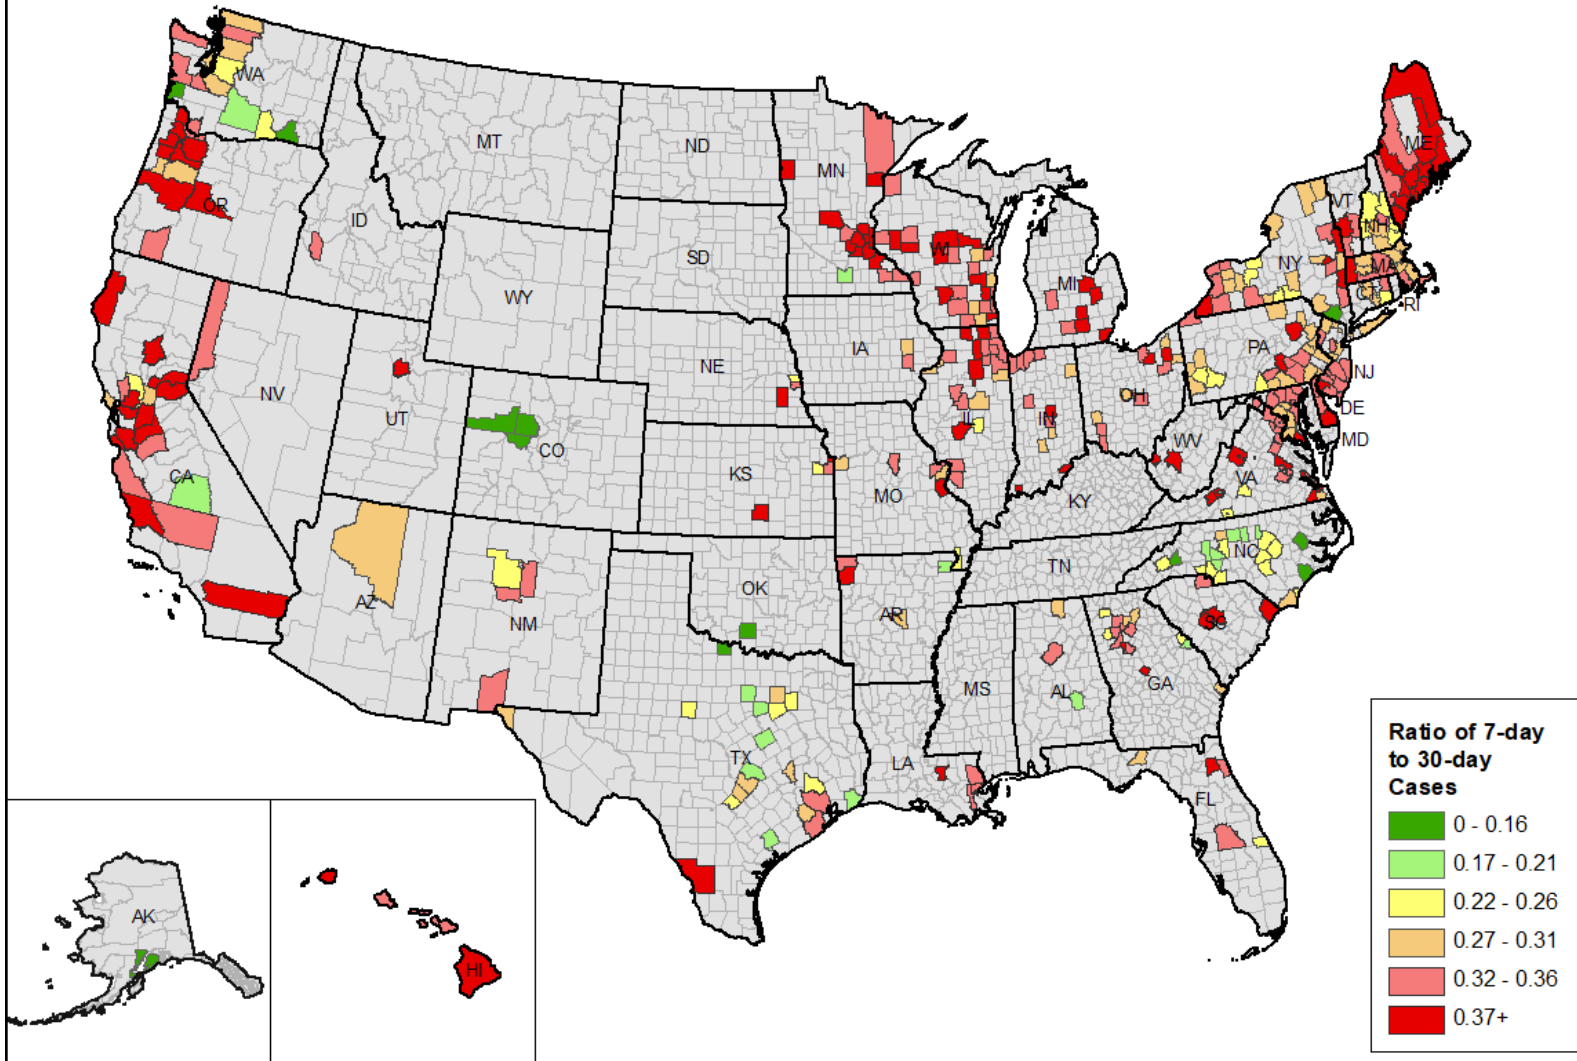 WA
MT
ND
MN
ME
OR
ID
WI
VT
NH
SD
MI
NY
MA
WY
CT
RI
IA
PA
NE
NV
NJ
OH
UT
IL
IN
DE
CO
MD
WV
CA
KS
MO
VA
KY
NC
TN
OK
AZ
AR
NM
SC
MS
AL
GA
TX
LA
FL
AK
HI
Ratio of 7-day
to 30-day
Cases
0 - 0.16
0.17 - 0.21
0.22 - 0.26
0.27 - 0.31
0.32 - 0.36
0.37+